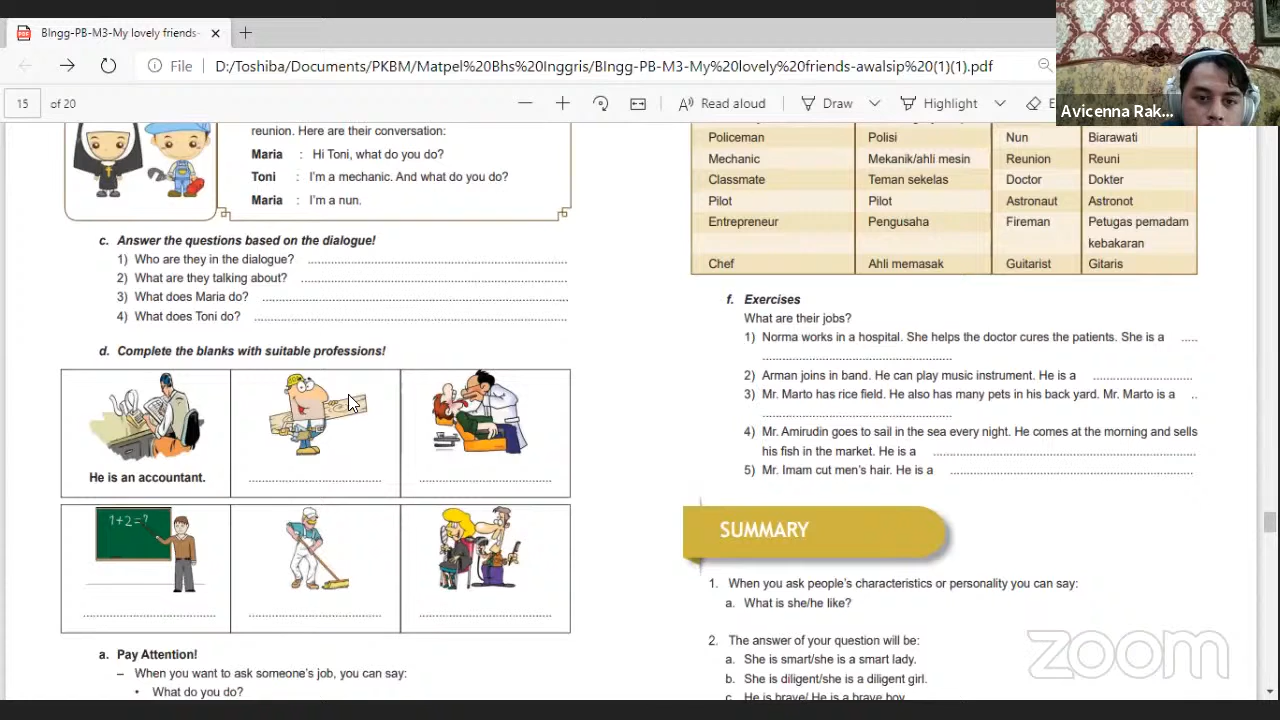 BIngg-PB-M3-My lovely friends-
File
D:/Toshiba/Documents/PKBM/Matpel%20Bhs%20Inggris/BIngg-PB-M3-My%20lovely%20friends-awalsip%20(1)(1).pdf
Avicenna Rak...
15 of 20
Read aloud
Draw
Highlight
reunion. Here are their conversation:
Maria : Hi Toni, what do you do?
Toni : I'm a mechanic. And what do you do?
Maria : I'm a nun.
c. Answer the questions based on the dialogue!
1) Who are they in the dialogue? ....................
2) What are they talking about? ....................
3) What does Maria do? ....................
4) What does Toni do? ....................
d. Complete the blanks with suitable professions!
He is an accountant.
1+2=?
a. Pay Attention!
– When you want to ask someone's job, you can say:
• What do you do?
Policeman Polisi Nun Biarawati
Mechanic Mekanik/ahli mesin Reunion Reuni
Classmate Teman sekelas Doctor Dokter
Pilot Pilot Astronaut Astronot
Entrepreneur Pengusaha Fireman Petugas pemadam
kebakaran
Chef Ahli memasak Guitarist Gitaris
f. Exercises
What are their jobs?
1) Norma works in a hospital. She helps the doctor cures the patients. She is a .....
....................
2) Arman joins in band. He can play music instrument. He is a ....................
3) Mr. Marto has rice field. He also has many pets in his back yard. Mr. Marto is a ..
....................
4) Mr. Amirudin goes to sail in the sea every night. He comes at the morning and sells
his fish in the market. He is a ....................
5) Mr. Imam cut men's hair. He is a ....................
SUMMARY
1. When you ask people's characteristics or personality you can say:
a. What is she/he like?
2. The answer of your question will be:
a. She is smart/she is a smart lady.
b. She is diligent/she is a diligent girl.
c. He is brave/ He is a brave boy
zoom